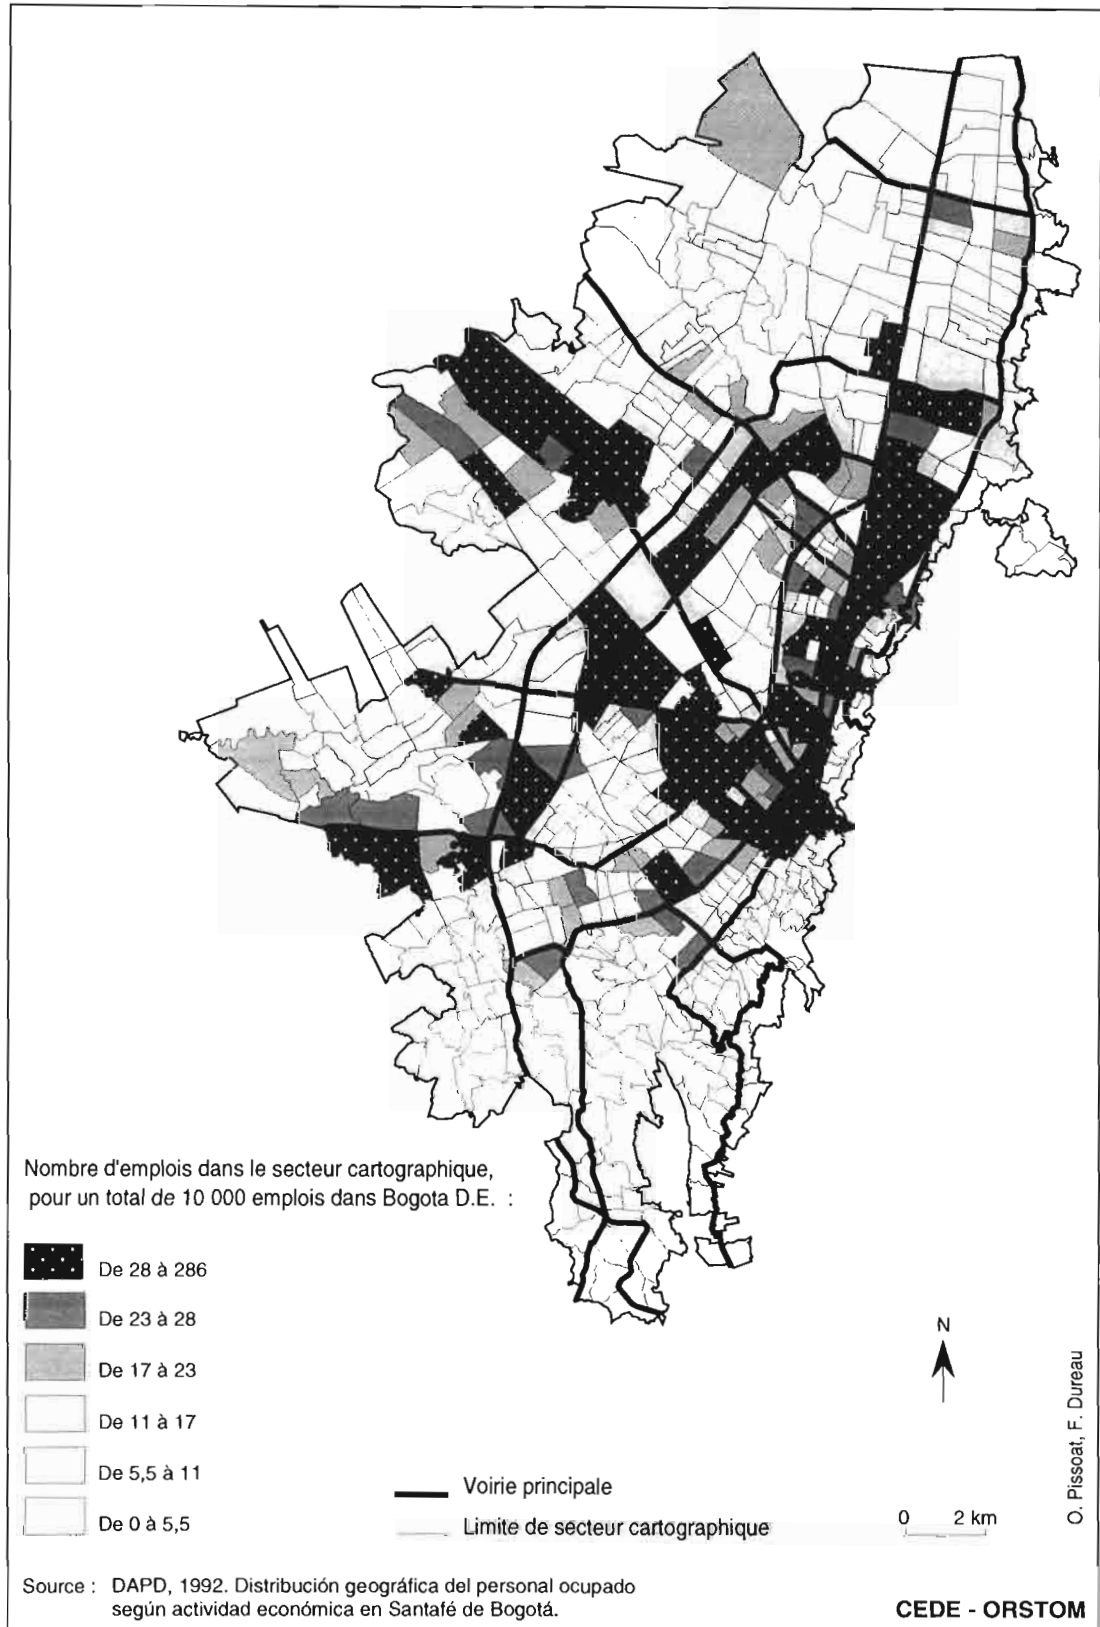 Nombre d'emplois dans le secteur cartographique,
pour un total de 10 000 emplois dans Bogota D.E. :
De 28 à 286
De 23 à 28
De 17 à 23
De 11 à 17
De 5,5 à 11
De 0 à 5,5
Voirie principale
Limite de secteur cartographique
N
0 2 km
O. Pissoat, F. Dureau
Source : DAPD, 1992. Distribución geográfica del personal ocupado
según actividad económica en Santafé de Bogotá.
CEDE - ORSTOM